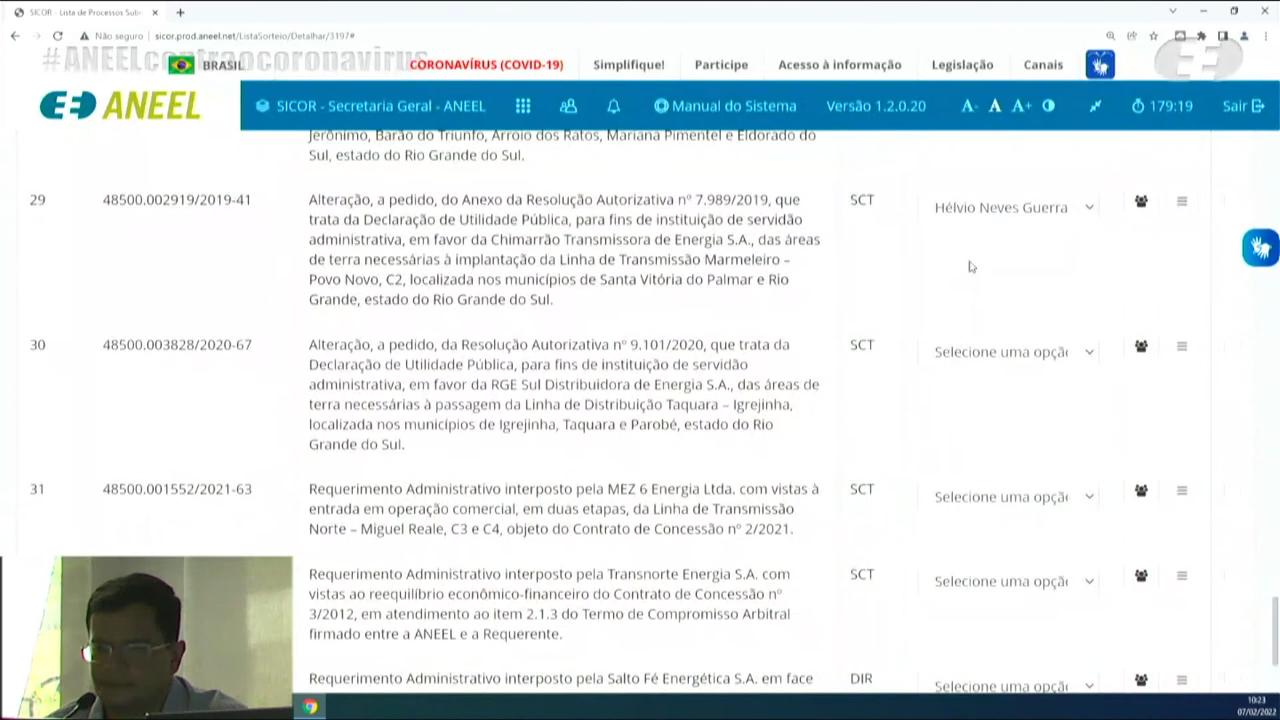 SICOR - Lista de Processos Sub
Não seguro | sicor.prod.aneel.net/ListaSorteio/Detalhar/3197#
#ANEELcontraocoronavirus
BRASIL
CORONAVÍRUS (COVID-19) Simplifique! Participe Acesso à informação Legislação Canais
ANEEL SICOR - Secretaria Geral - ANEEL Manual do Sistema Versão 1.2.0.20 A- A A+ 179:19 Sair
Jerônimo, Barão do Triunfo, Arroio dos Ratos, Mariana Pimentel e Eldorado do
Sul, estado do Rio Grande do Sul.
29 48500.002919/2019-41 Alteração, a pedido, do Anexo da Resolução Autorizativa nº 7.989/2019, que SCT Hélvio Neves Guerra
trata da Declaração de Utilidade Pública, para fins de instituição de servidão
administrativa, em favor da Chimarrão Transmissora de Energia S.A., das áreas
de terra necessárias à implantação da Linha de Transmissão Marmeleiro –
Povo Novo, C2, localizada nos municípios de Santa Vitória do Palmar e Rio
Grande, estado do Rio Grande do Sul.
30 48500.003828/2020-67 Alteração, a pedido, da Resolução Autorizativa nº 9.101/2020, que trata da SCT Selecione uma opçã
Declaração de Utilidade Pública, para fins de instituição de servidão
administrativa, em favor da RGE Sul Distribuidora de Energia S.A., das áreas de
terra necessárias à passagem da Linha de Distribuição Taquara – Igrejinha,
localizada nos municípios de Igrejinha, Taquara e Parobé, estado do Rio
Grande do Sul.
31 48500.001552/2021-63 Requerimento Administrativo interposto pela MEZ 6 Energia Ltda. com vistas à SCT Selecione uma opçã
entrada em operação comercial, em duas etapas, da Linha de Transmissão
Norte – Miguel Reale, C3 e C4, objeto do Contrato de Concessão nº 2/2021.
Requerimento Administrativo interposto pela Transnorte Energia S.A. com SCT Selecione uma opçã
vistas ao reequilíbrio econômico-financeiro do Contrato de Concessão nº
3/2012, em atendimento ao item 2.1.3 do Termo de Compromisso Arbitral
firmado entre a ANEEL e a Requerente.
Requerimento Administrativo interposto pela Salto Fé Energética S.A. em face DIR Selecione uma opçã
10:23
07/02/2022